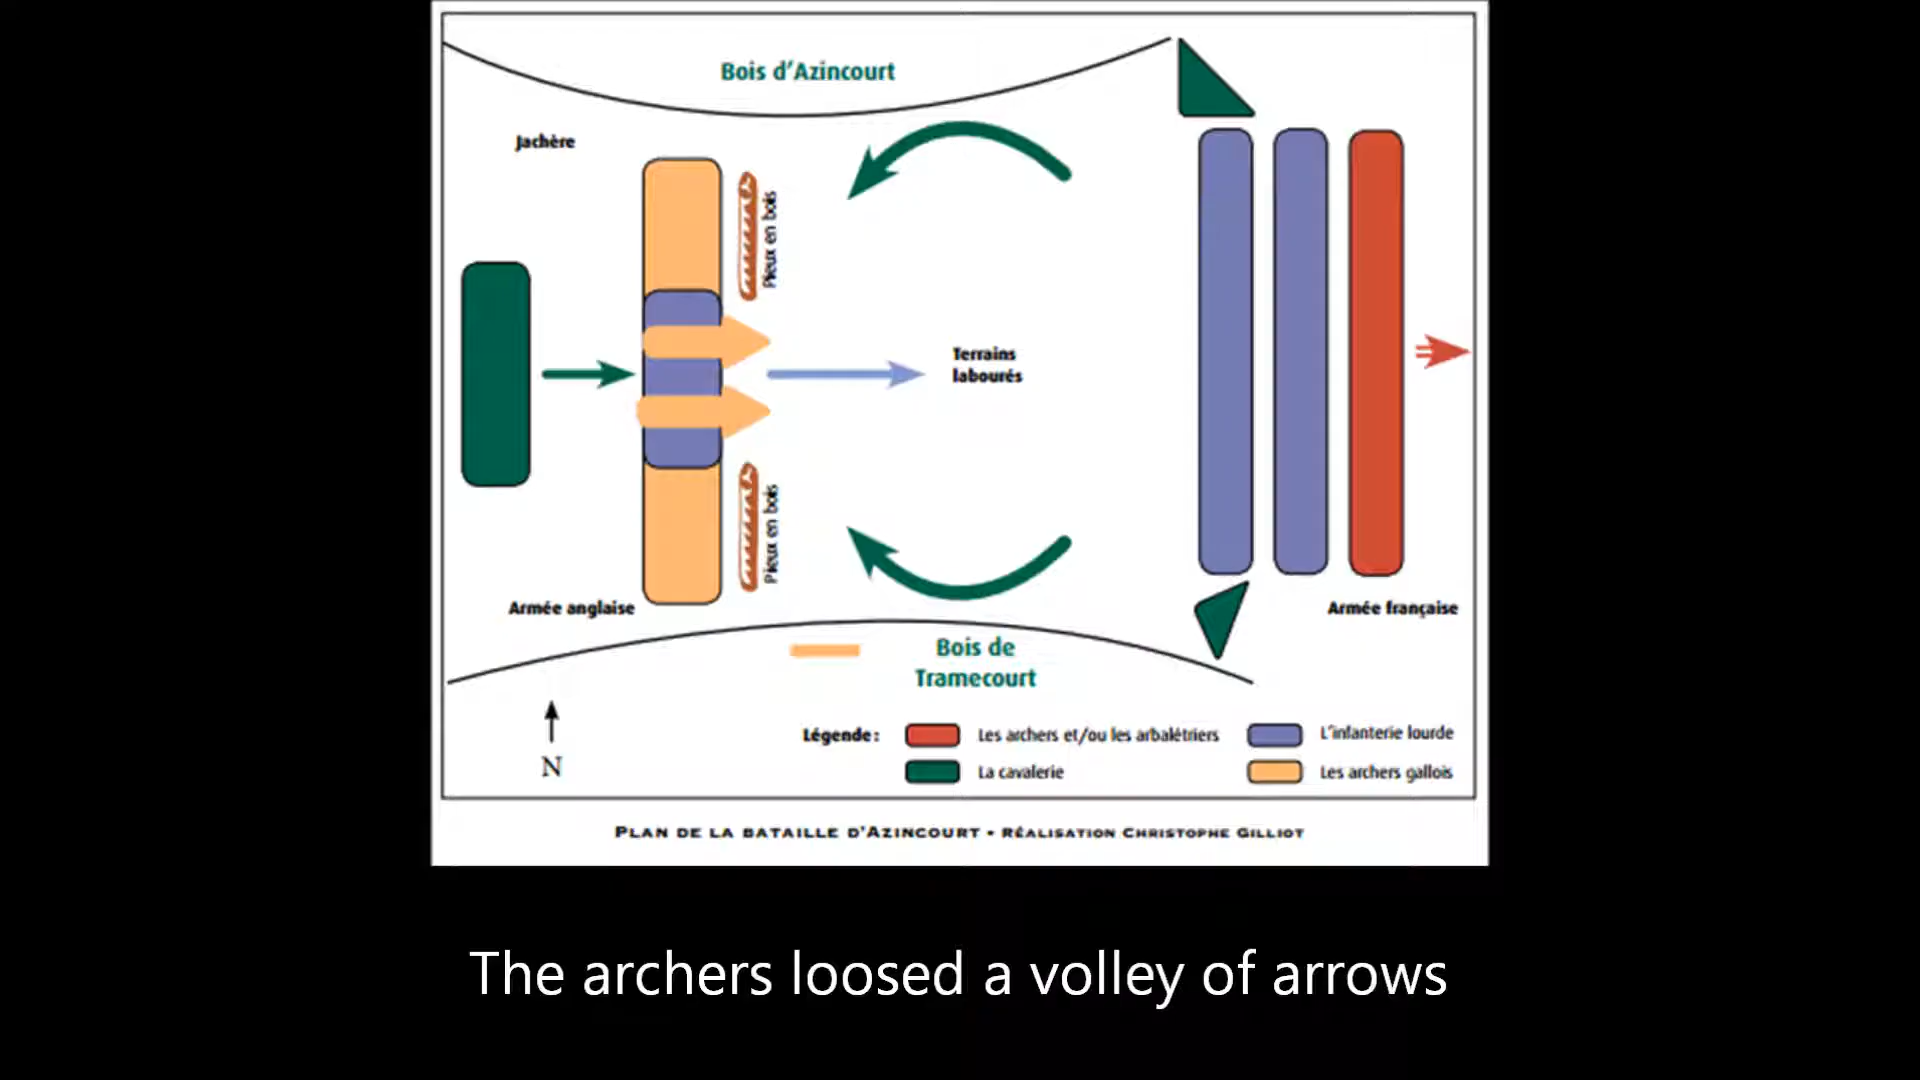 Bois d'Azincourt
Jachère
Pieux en bois
Terrains
labourés
Pieux en bois
Armée anglaise
Armée française
Bois de
Tramecourt
N
Légende :
Les archers et/ou les arbalétriers
L'infanterie lourde
La cavalerie
Les archers gallois
PLAN DE LA BATAILLE D'AZINCOURT • RÉALISATION CHRISTOPHE GILLIOT
The archers loosed a volley of arrows